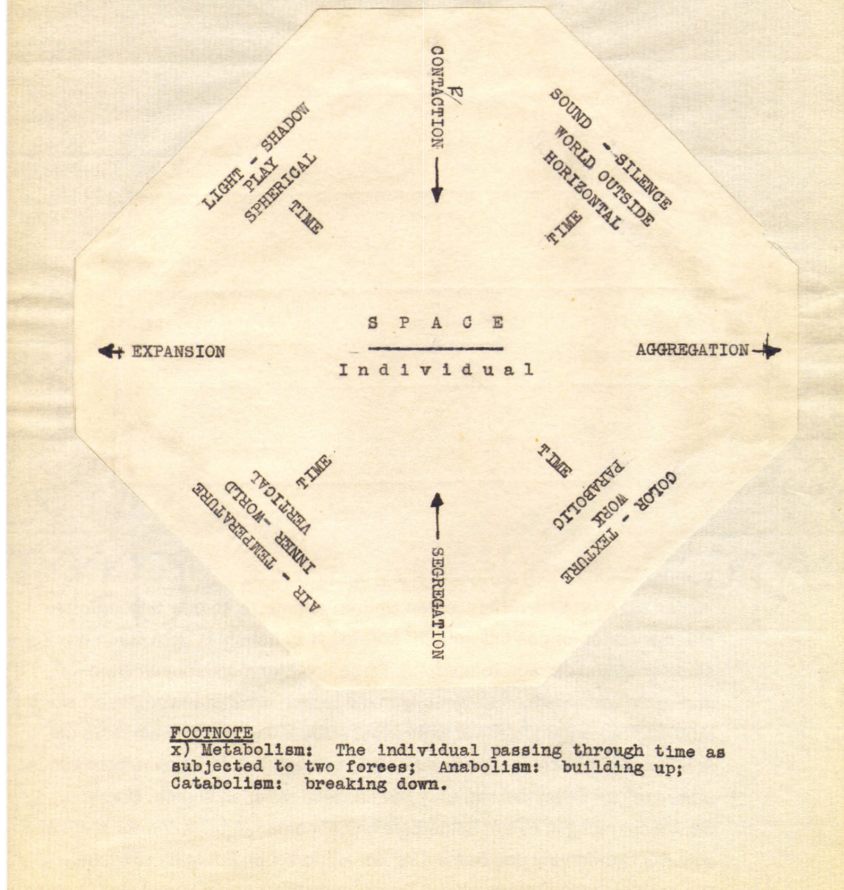 CONTACTION
R/
LIGHT - SHADOW
PLAY
SPHERICAL
TIME
SOUND - SILENCE
WORLD OUTSIDE
HORIZONTAL
TIME
SPACE
Individual
EXPANSION
AGGREGATION
TIME
VERTICAL
INNER-WORLD
AIR - TEMPERATURE
TIME
PARABOLIC
WORK
COLOR - TEXTURE
SEGREGATION
FOOTNOTE
x) Metabolism: The individual passing through time as
subjected to two forces; Anabolism: building up;
Catabolism: breaking down.